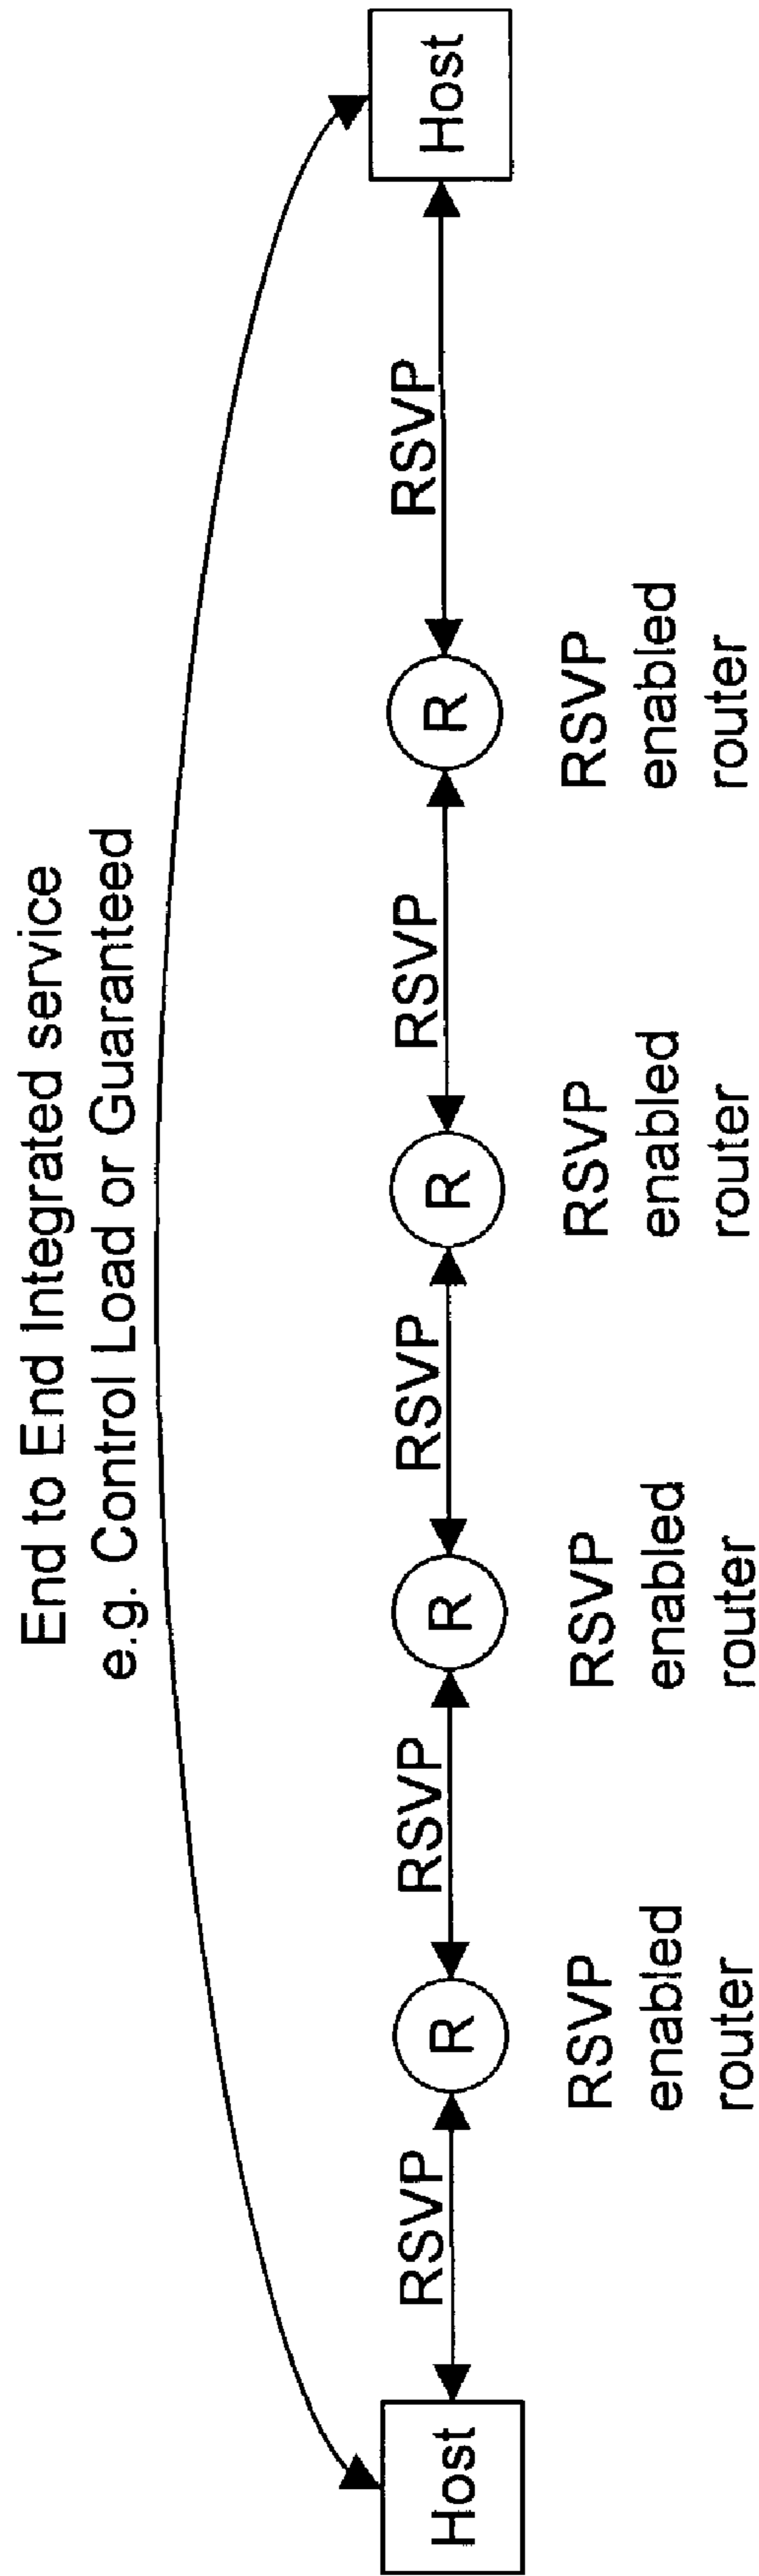 End to End Integrated service
e.g. Control Load or Guaranteed
Host
RSVP
R
RSVP
R
RSVP
R
RSVP
R
RSVP
Host
RSVP
enabled
router
RSVP
enabled
router
RSVP
enabled
router
RSVP
enabled
router